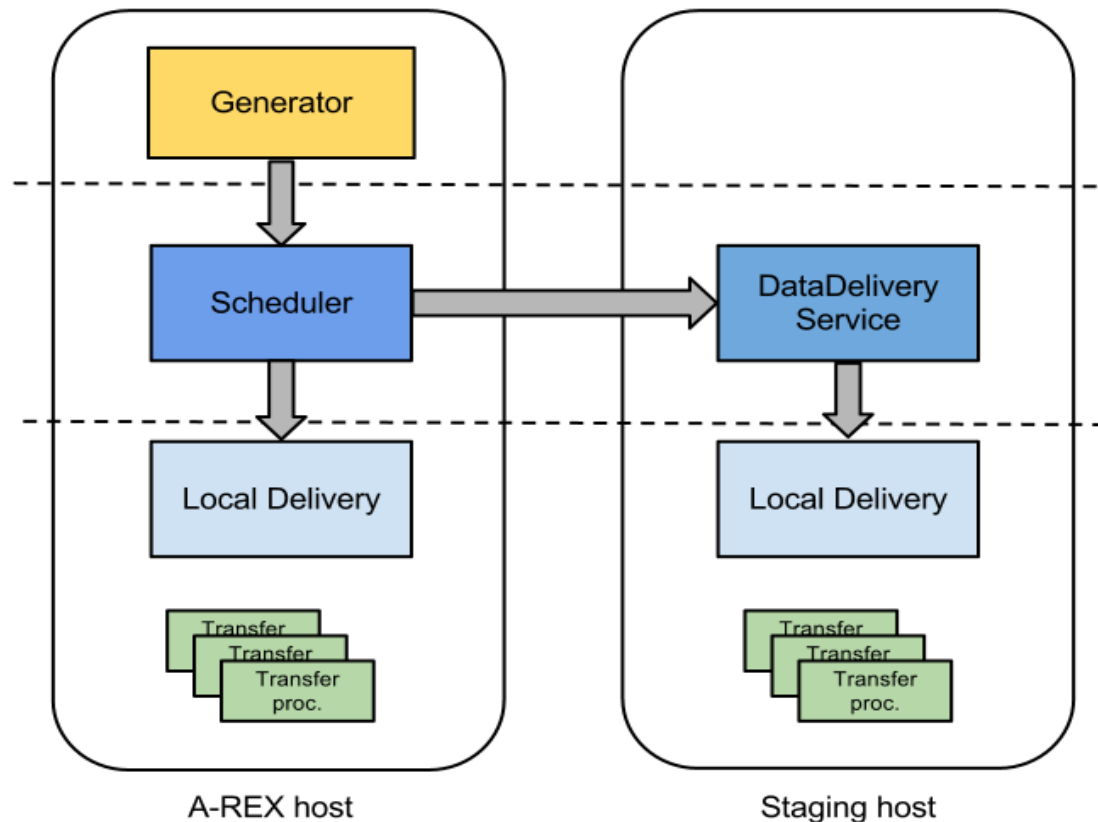 Generator
Scheduler
DataDelivery
Service
Local Delivery
Local Delivery
Transfer
Transfer
Transfer
proc.
Transfer
Transfer
Transfer
proc.
A-REX host
Staging host